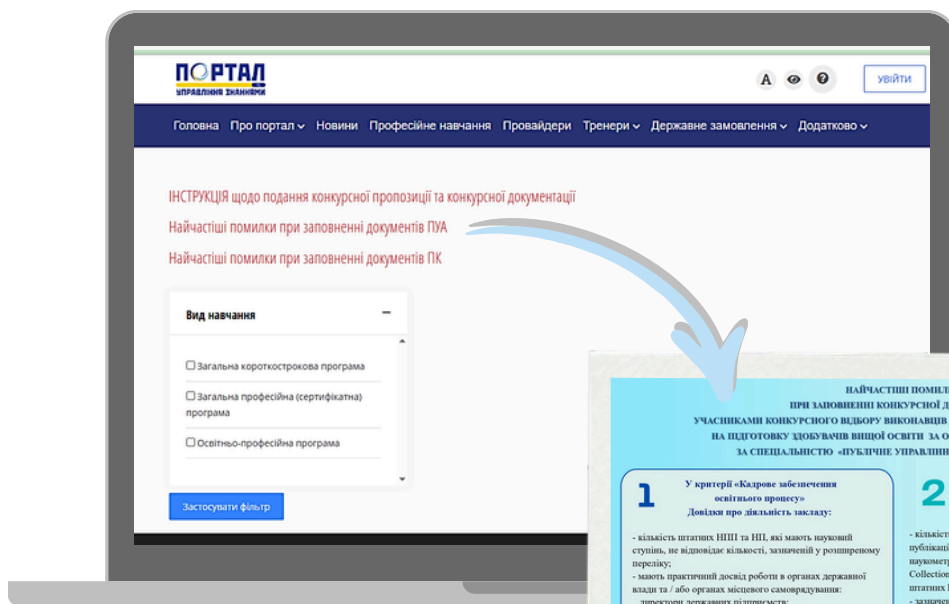 ПОРТАЛ
УПРАВЛІННЯ ЗНАННЯМИ
A
?
УВІЙТИ
Головна Про портал Новини Професійне навчання Провайдери Тренери Державне замовлення Додатково
ІНСТРУКЦІЯ щодо подання конкурсної пропозиції та конкурсної документації
Найчастіші помилки при заповненні документів ПУА
Найчастіші помилки при заповненні документів ПК
Вид навчання
Загальна короткострокова програма
Загальна професійна (сертифікатна)
програма
Освітньо-професійна програма
Застосувати фільтр
НАЙЧАСТІШІ
ПРИ ЗАПОВНЕННІ КОНКУРСНОЇ
УЧАСНИКАМИ КОНКУРСНОГО ВІДБОРУ ВИКОНАВЦІВ
НА ПІДГОТОВКУ ЗДОБУВАЧІВ ВИЩОЇ ОСВІТИ ЗА
ЗА СПЕЦІАЛЬНІСТЮ «ПУБЛІЧНЕ
1
У критерії «Кадрове забезпечення
освітнього процесу»
Довідки про діяльність закладу:
- кількість штатних НПП та НП, які мають науковий
ступінь, не відповідає кількості, зазначеній у розширеному
переліку;
- мають практичний досвід роботи в органах державної
влади та / або органах місцевого самоврядування:
директори державних підприємств;
2
Collection
штатних